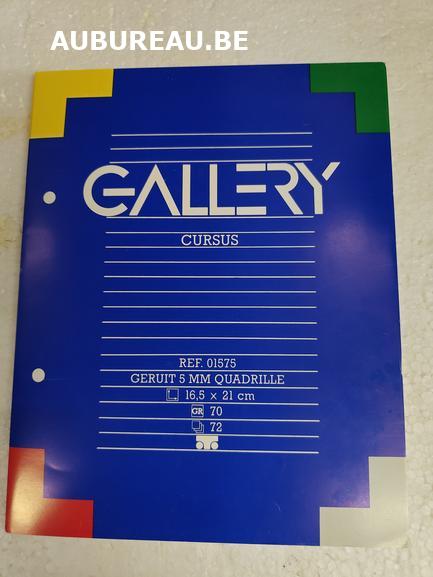 AUBUREAU.BE
GALLERY
CURSUS
REF. 01575
GERUIT 5 MM QUADRILLE
16,5 x 21 cm
GR 70
72